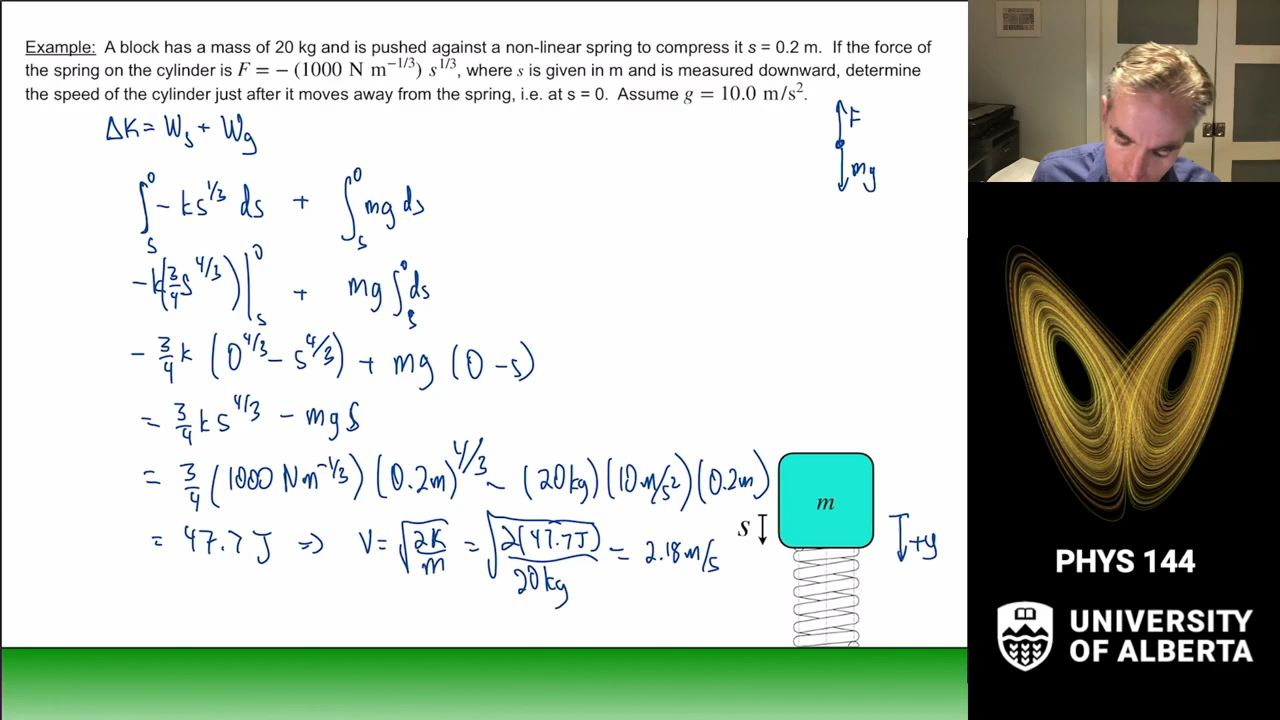 Example: A block has a mass of 20 kg and is pushed against a non-linear spring to compress it s = 0.2 m. If the force of
the spring on the cylinder is F = − (1000 N m^{−1/3}) s^{1/3}, where s is given in m and is measured downward, determine
the speed of the cylinder just after it moves away from the spring, i.e. at s = 0. Assume g = 10.0 m/s².
ΔK = W_s + W_g
F
mg
∫_s^0 −ks^{1/3} ds + ∫_s^0 mg ds
−k(3/4 s^{4/3})|_s^0 + mg ∫_s^0 ds
− 3/4 k (0^{4/3} − s^{4/3}) + mg (0 − s)
= 3/4 ks^{4/3} − mgs
= 3/4 (1000 Nm^{−1/3}) (0.2m)^{4/3} − (20kg)(10m/s²)(0.2m)
= 47.7 J ⇒ V = √(2K/m) = √(2(47.7J)/20kg) = 2.18 m/s
m
s
+y
PHYS 144
UNIVERSITY
OF ALBERTA